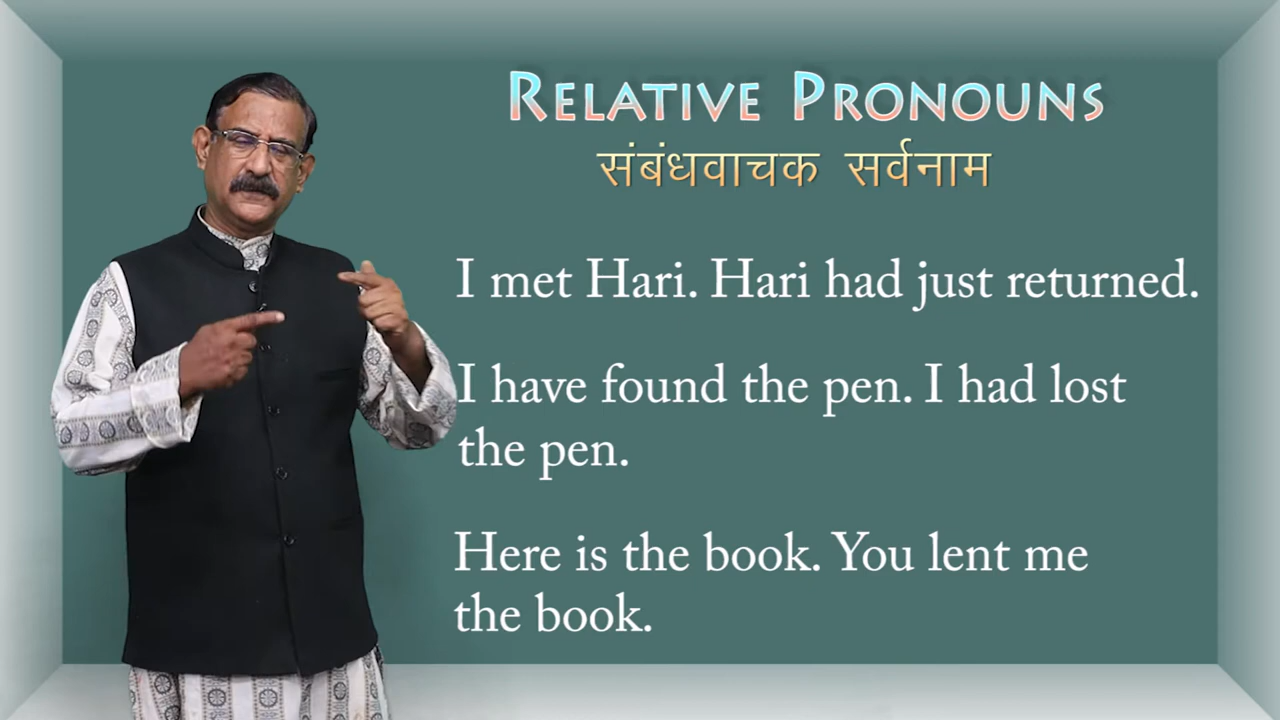 RELATIVE PRONOUNS
संबंधवाचक सर्वनाम
I met Hari. Hari had just returned.
I have found the pen. I had lost
the pen.
Here is the book. You lent me
the book.